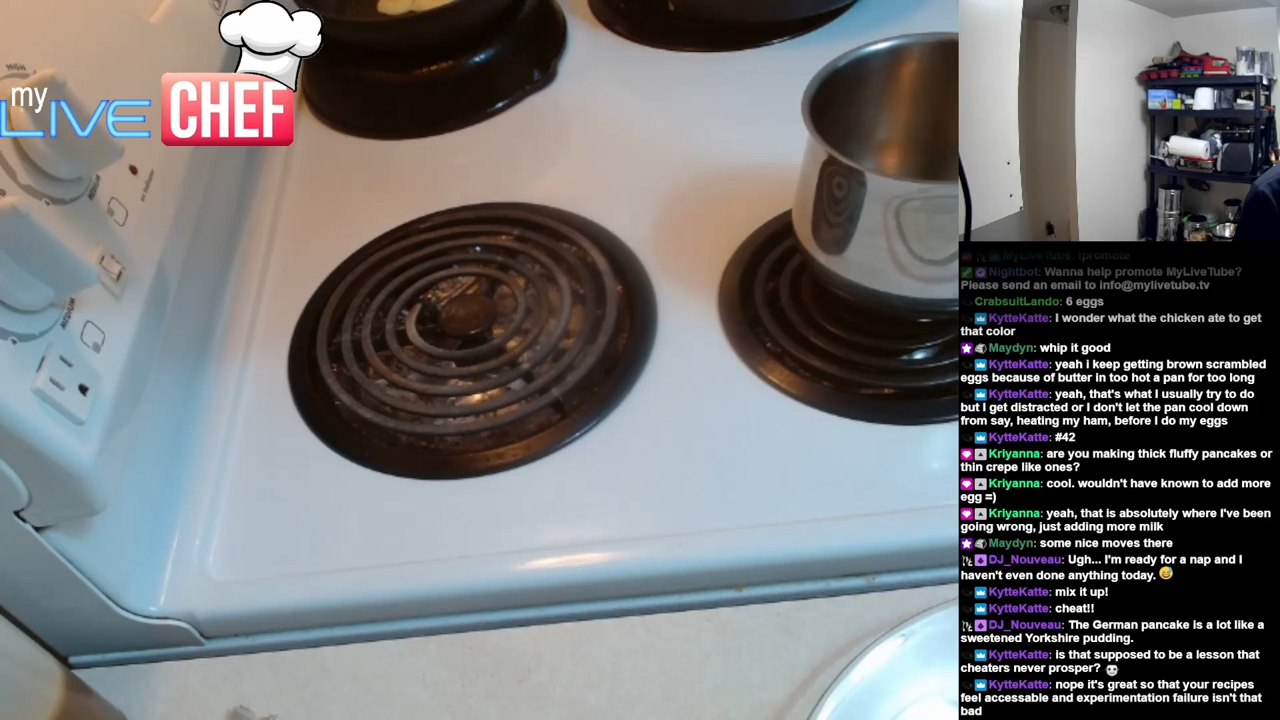 my
LIVE CHEF
HIGH
MyLiveTube: !promote
Nightbot: Wanna help promote MyLiveTube?
Please send an email to info@mylivetube.tv
CrabsuitLando: 6 eggs
KytteKatte: I wonder what the chicken ate to get
that color
Maydyn: whip it good
KytteKatte: yeah i keep getting brown scrambled
eggs because of butter in too hot a pan for too long
KytteKatte: yeah, that's what I usually try to do
but I get distracted or I don't let the pan cool down
from say, heating my ham, before I do my eggs
KytteKatte: #42
Kriyanna: are you making thick fluffy pancakes or
thin crepe like ones?
Kriyanna: cool. wouldn't have known to add more
egg =)
Kriyanna: yeah, that is absolutely where I've been
going wrong, just adding more milk
Maydyn: some nice moves there
DJ_Nouveau: Ugh... I'm ready for a nap and I
haven't even done anything today. 😅
KytteKatte: mix it up!
KytteKatte: cheat!!
DJ_Nouveau: The German pancake is a lot like a
sweetened Yorkshire pudding.
KytteKatte: is that supposed to be a lesson that
cheaters never prosper?
KytteKatte: nope it's great so that your recipes
feel accessable and experimentation failure isn't that
bad